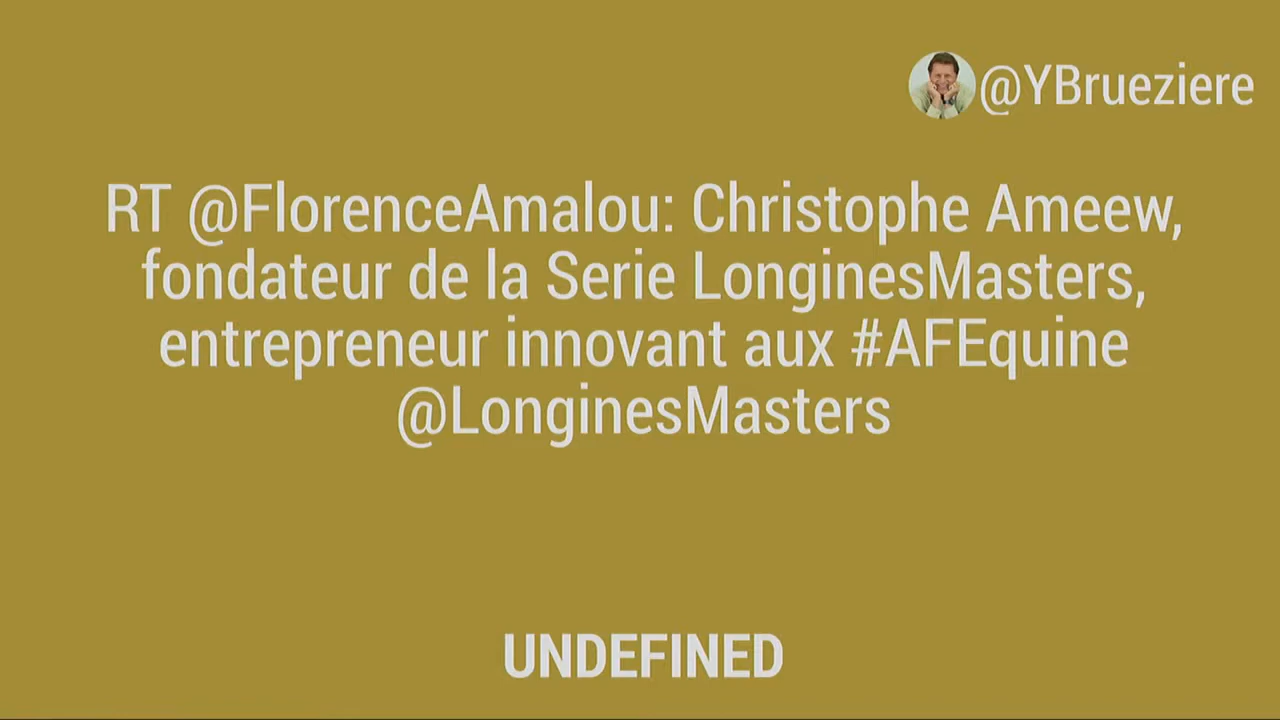 @YBrueziere
RT @FlorenceAmalou: Christophe Ameew,
fondateur de la Serie LonginesMasters,
entrepreneur innovant aux #AFEquine
@LonginesMasters
UNDEFINED